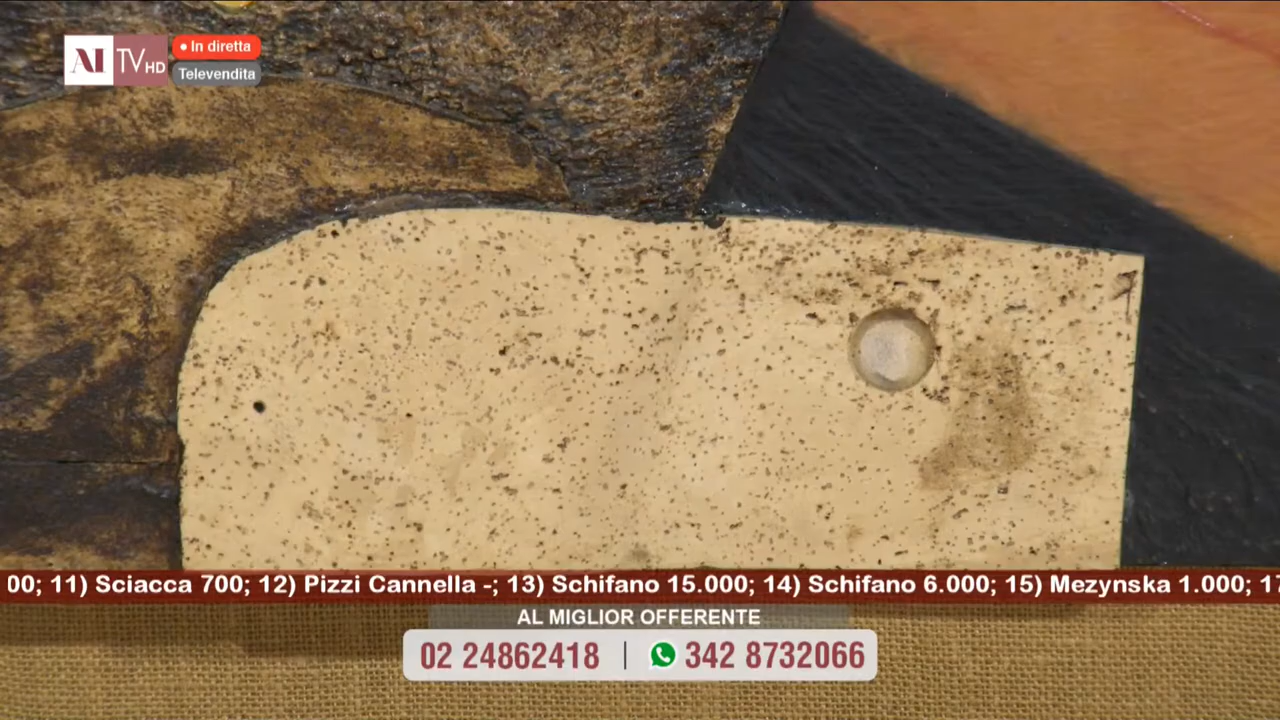 AI TV HD
• In diretta
Televendita
00; 11) Sciacca 700; 12) Pizzi Cannella -; 13) Schifano 15.000; 14) Schifano 6.000; 15) Mezynska 1.000; 17
AL MIGLIOR OFFERENTE
02 24862418 | 342 8732066